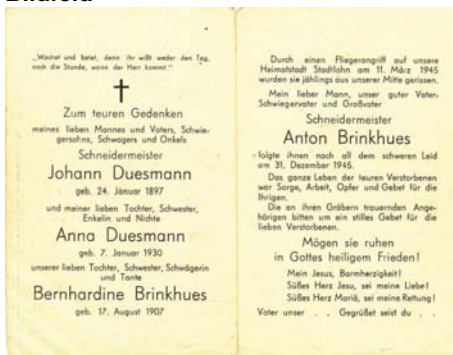 „Wachet und betet, denn ihr wißt weder den Tag,
noch die Stunde, wann der Herr kommt."
Zum teuren Gedenken
meines lieben Mannes und Vaters, Schwie-
gersohns, Schwagers und Onkels
Schneidermeister
Johann Duesmann
geb. 24. Januar 1897
und meiner lieben Tochter, Schwester,
Enkelin und Nichte
Anna Duesmann
geb. 7. Januar 1930
unserer lieben Tochter, Schwester, Schwägerin
und Tante
Bernhardine Brinkhues
geb. 17. August 1907
Durch einen Fliegerangriff auf unsere
Heimatstadt Stadtlohn am 11. März 1945
wurden sie jählings aus unserer Mitte gerissen.
Mein lieber Mann, unser guter Vater,
Schwiegervater und Großvater
Schneidermeister
Anton Brinkhues
folgte ihnen nach all dem schweren Leid
am 31. Dezember 1945.
Das ganze Leben der teuren Verstorbenen
war Sorge, Arbeit, Opfer und Gebet für die
Ihrigen.
Die an ihren Gräbern trauernden Ange-
hörigen bitten um ein stilles Gebet für die
lieben Verstorbenen.
Mögen sie ruhen
in Gottes heiligem Frieden!
Mein Jesus, Barmherzigkeit!
Süßes Herz Jesu, sei meine Liebe!
Süßes Herz Mariä, sei meine Rettung!
Vater unser . . Gegrüßet seist du . .